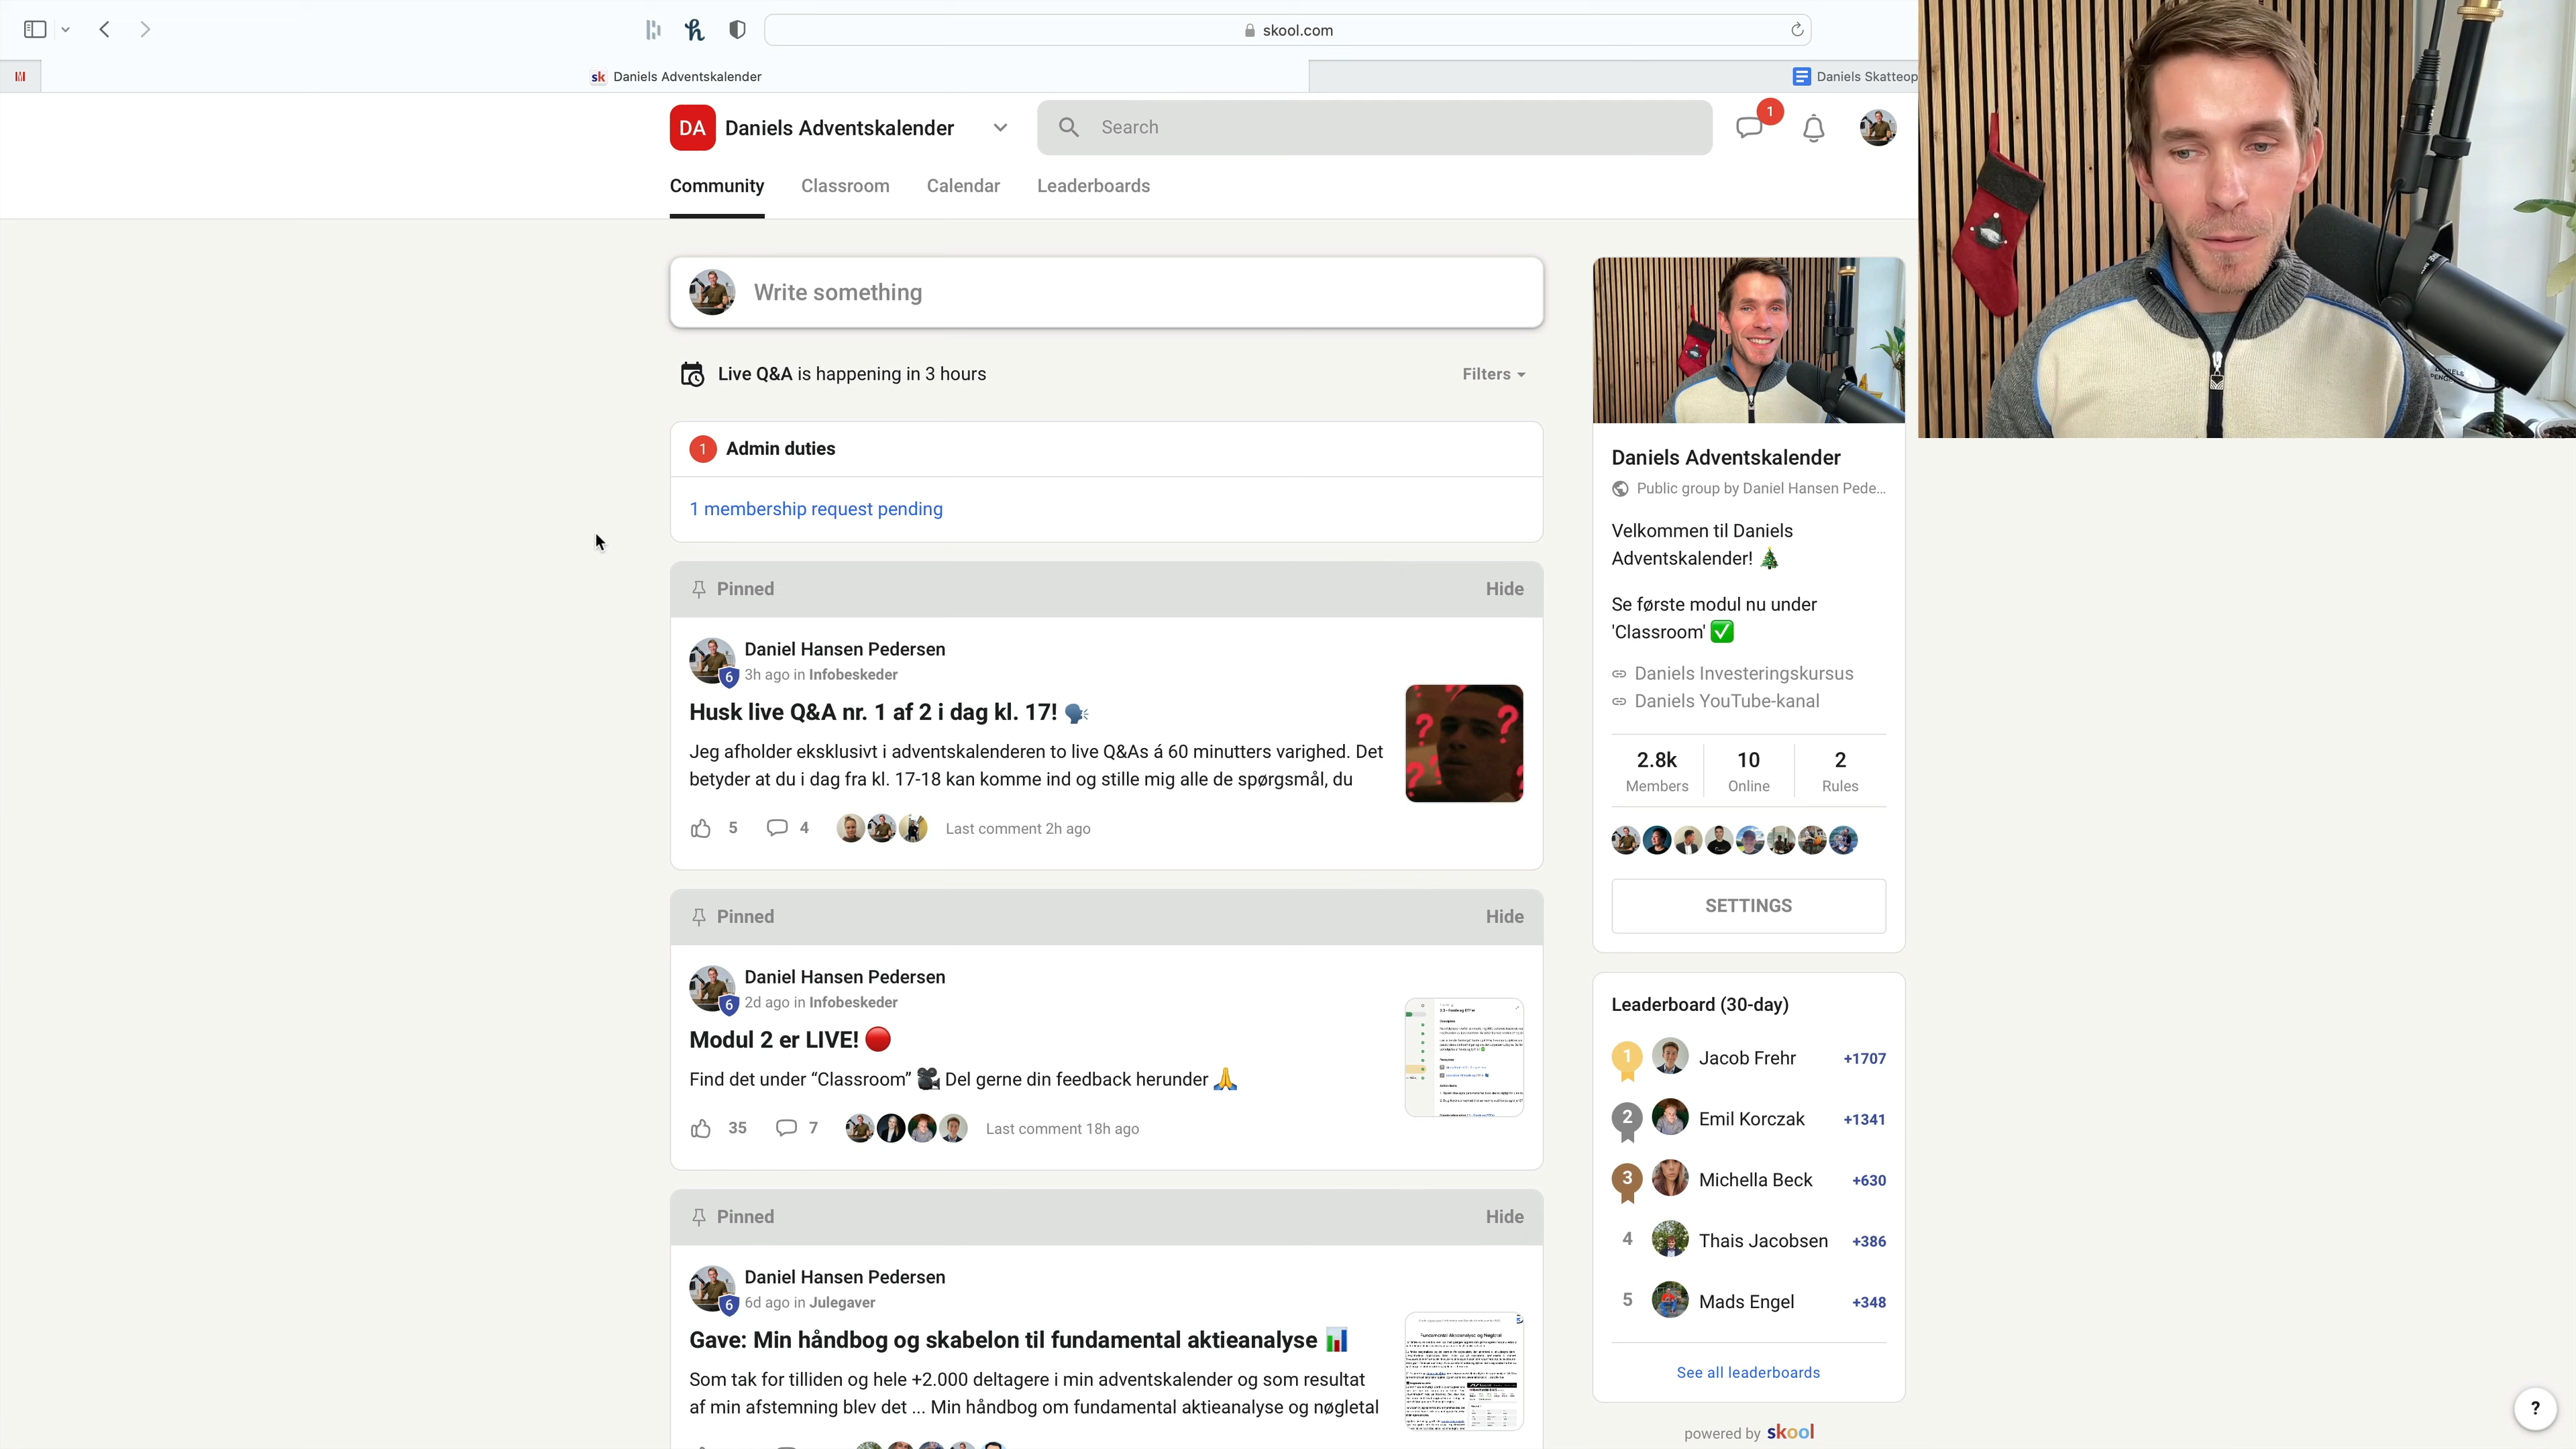 skool.com
sk Daniels Adventskalender
Daniels Skatteop
DA Daniels Adventskalender
Search
1
Community Classroom Calendar Leaderboards
Write something
Live Q&A is happening in 3 hours
Filters
1 Admin duties
1 membership request pending
Pinned
Hide
Daniel Hansen Pedersen
6
3h ago in Infobeskeder
Husk live Q&A nr. 1 af 2 i dag kl. 17! 🗣️
Jeg afholder eksklusivt i adventskalenderen to live Q&As á 60 minutters varighed. Det
betyder at du i dag fra kl. 17-18 kan komme ind og stille mig alle de spørgsmål, du
5 4 Last comment 2h ago
Pinned
Hide
Daniel Hansen Pedersen
6
2d ago in Infobeskeder
Modul 2 er LIVE! 🔴
Find det under “Classroom” 🎥 Del gerne din feedback herunder 🙏
35 7 Last comment 18h ago
Pinned
Hide
Daniel Hansen Pedersen
6
6d ago in Julegaver
Gave: Min håndbog og skabelon til fundamental aktieanalyse 📊
Som tak for tilliden og hele +2.000 deltagere i min adventskalender og som resultat
af min afstemning blev det ... Min håndbog om fundamental aktieanalyse og nøgletal
Daniels Adventskalender
Public group by Daniel Hansen Pede...
Velkommen til Daniels
Adventskalender! 🎄
Se første modul nu under
'Classroom' ✅
Daniels Investeringskursus
Daniels YouTube-kanal
2.8k 10 2
Members Online Rules
SETTINGS
Leaderboard (30-day)
1 Jacob Frehr +1707
2 Emil Korczak +1341
3 Michella Beck +630
4 Thais Jacobsen +386
5 Mads Engel +348
See all leaderboards
powered by skool
?